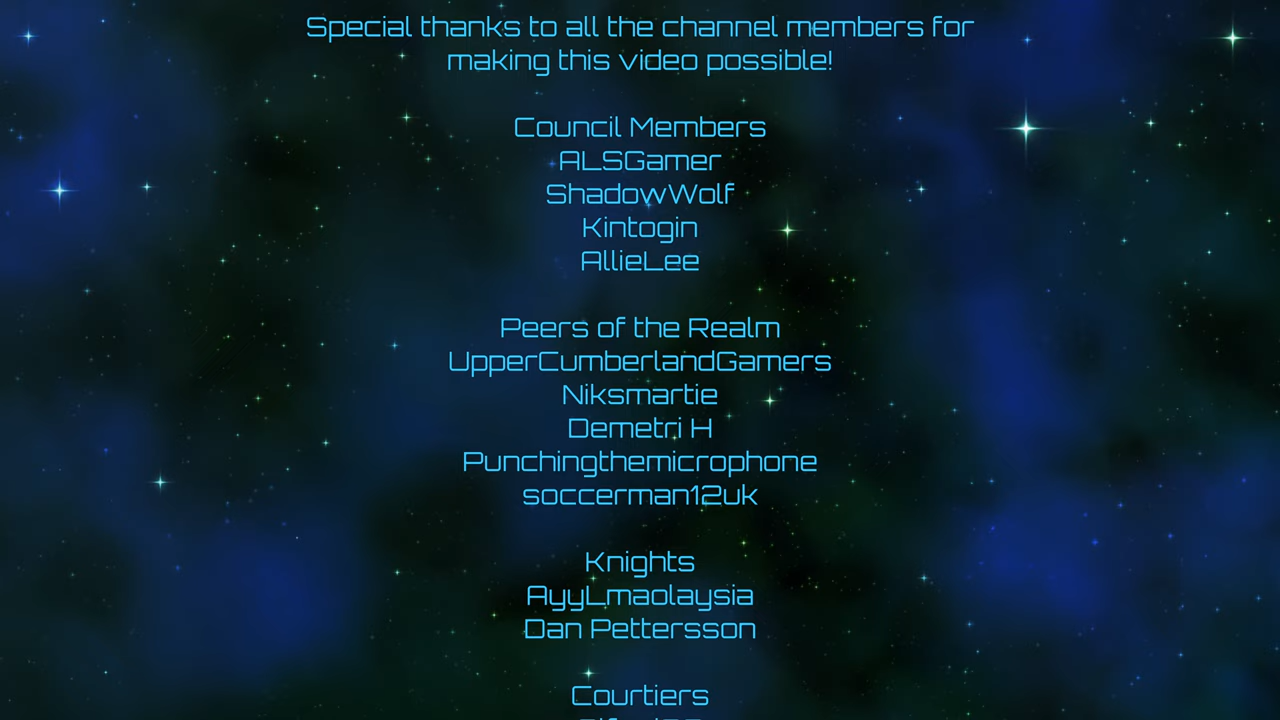 Special thanks to all the channel members for
making this video possible!
Council Members
ALSGamer
ShadowWolf
Kintogin
AllieLee
Peers of the Realm
UpperCumberlandGamers
Niksmartie
Demetri H
Punchingthemicrophone
soccerman12uk
Knights
AyyLmaolaysia
Dan Pettersson
Courtiers